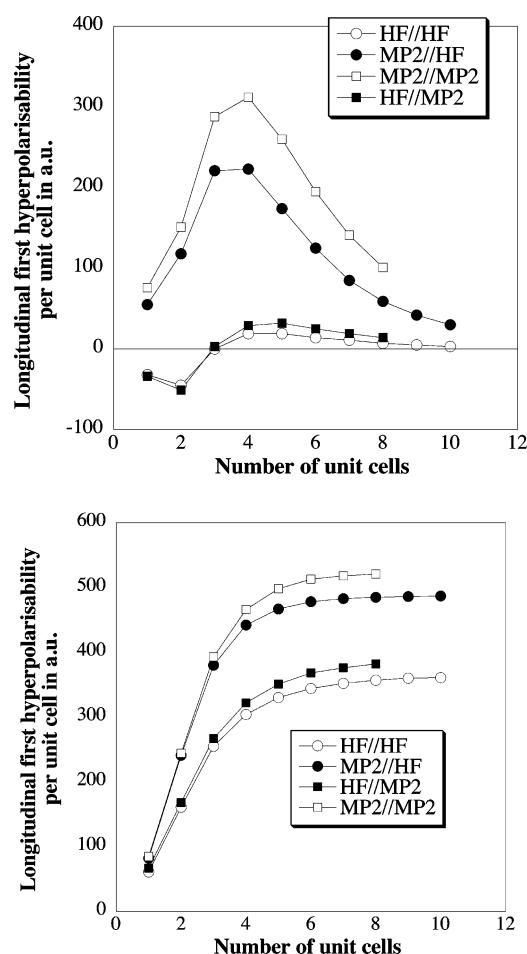 400
300
200
100
0
-100
Longitudinal first hyperpolarisability
per unit cell in a.u.
HF//HF
MP2//HF
MP2//MP2
HF//MP2
0 2 4 6 8 10 12
Number of unit cells
600
500
400
300
200
100
0
Longitudinal first hyperpolarisability
per unit cell in a.u.
HF//HF
MP2//HF
HF//MP2
MP2//MP2
0 2 4 6 8 10 12
Number of unit cells